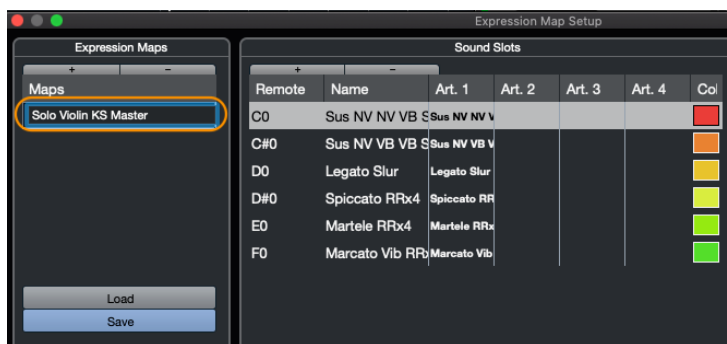 Expression Map Setup
Expression Maps
Sound Slots
+ −
+ −
Maps
Remote Name Art. 1 Art. 2 Art. 3 Art. 4 Col
Solo Violin KS Master
C0 Sus NV NV VB S Sus NV NV V
C#0 Sus NV VB VB S Sus NV VB V
D0 Legato Slur Legato Slur
D#0 Spiccato RRx4 Spiccato RR
E0 Martele RRx4 Martele RRx
F0 Marcato Vib RRx Marcato Vib
Load
Save